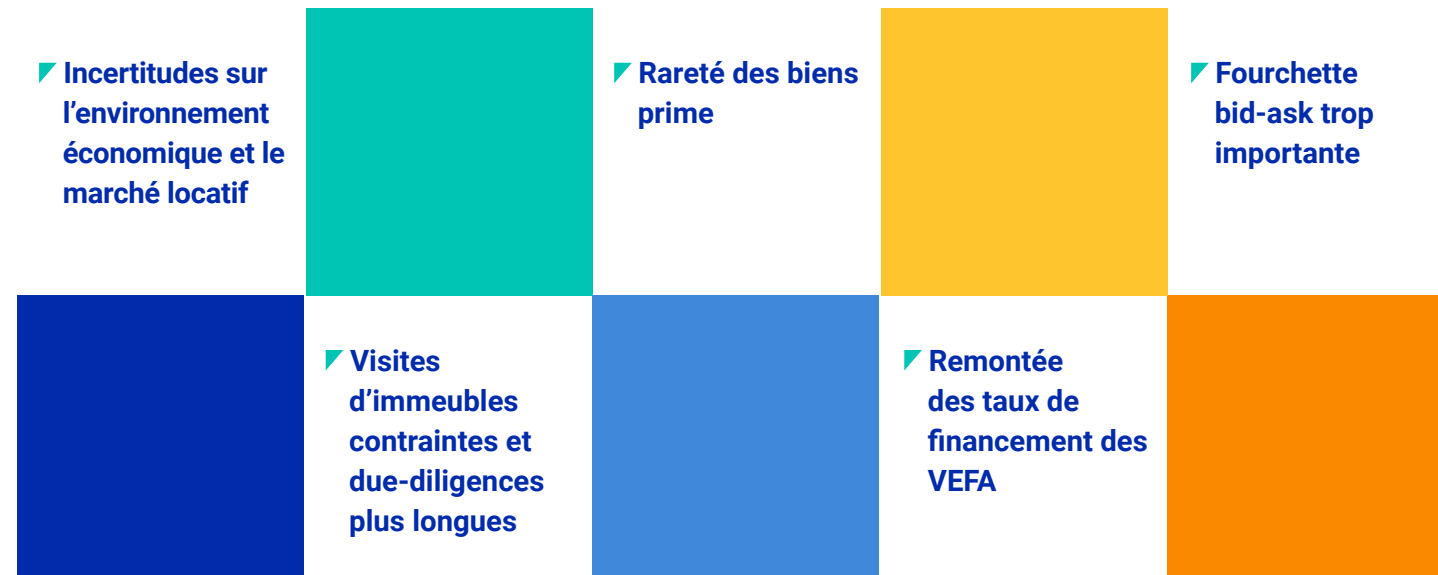 Incertitudes sur
l’environnement
économique et le
marché locatif
Rareté des biens
prime
Fourchette
bid-ask trop
importante
Visites
d’immeubles
contraintes et
due-diligences
plus longues
Remontée
des taux de
financement des
VEFA